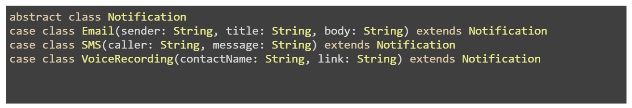 abstract class Notification
case class Email(sender: String, title: String, body: String) extends Notification
case class SMS(caller: String, message: String) extends Notification
case class VoiceRecording(contactName: String, link: String) extends Notification